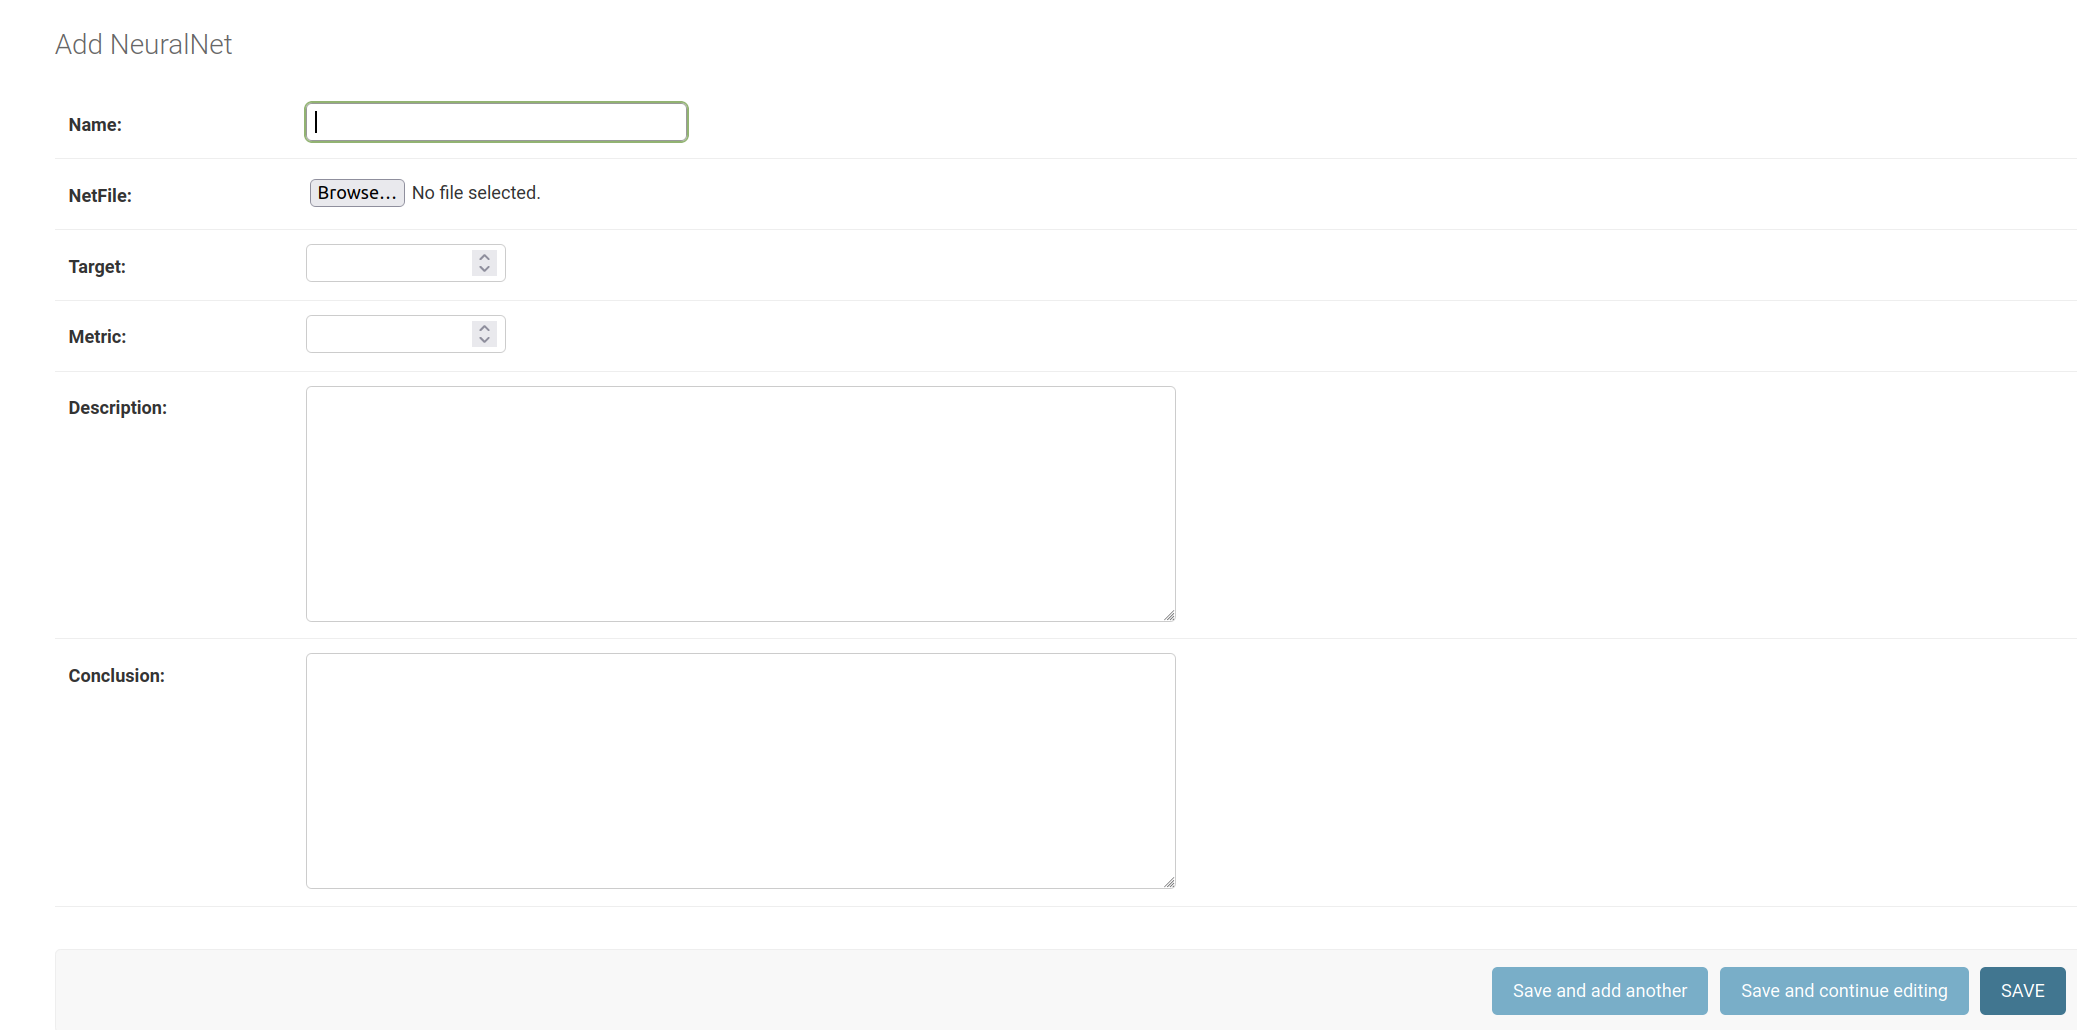 Add NeuralNet
Name:
NetFile:
Browse... No file selected.
Target:
Metric:
Description:
Conclusion:
Save and add another
Save and continue editing
SAVE